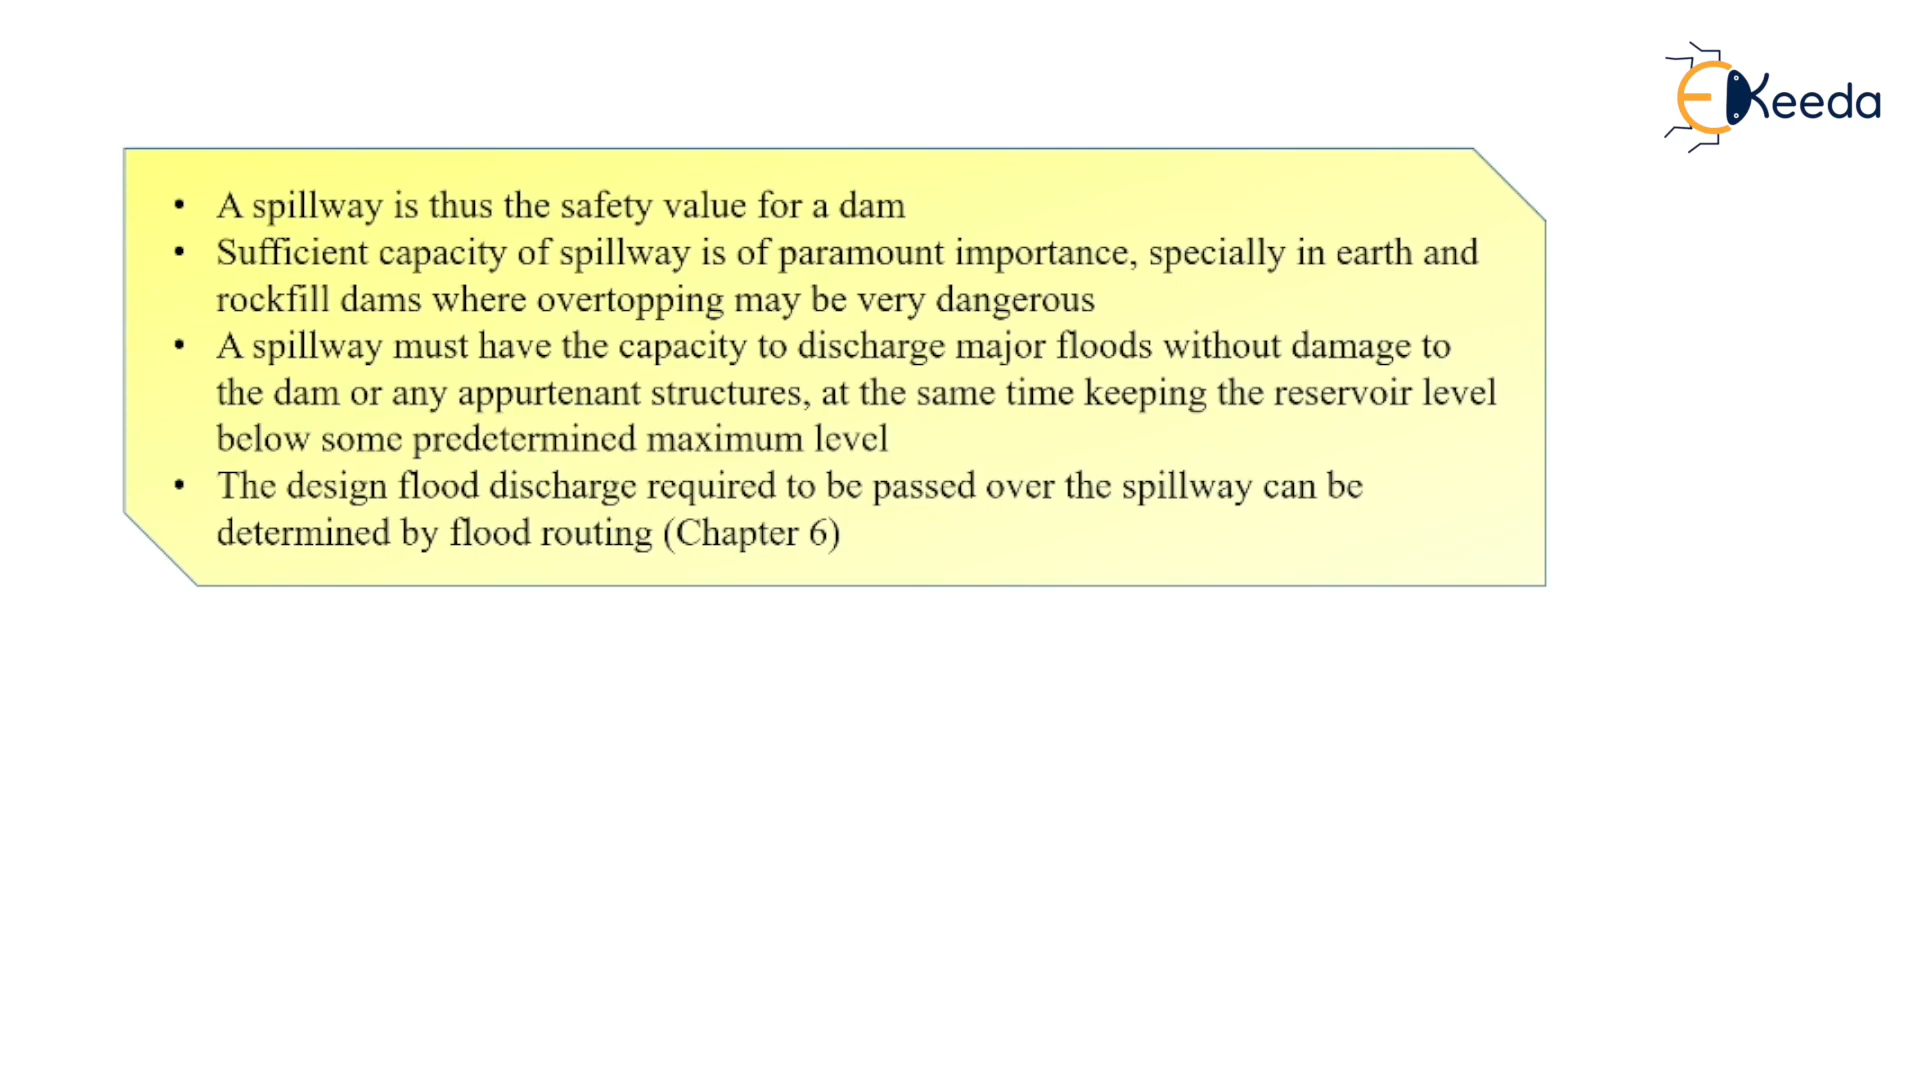 EKeeda
• A spillway is thus the safety value for a dam
• Sufficient capacity of spillway is of paramount importance, specially in earth and
rockfill dams where overtopping may be very dangerous
• A spillway must have the capacity to discharge major floods without damage to
the dam or any appurtenant structures, at the same time keeping the reservoir level
below some predetermined maximum level
• The design flood discharge required to be passed over the spillway can be
determined by flood routing (Chapter 6)